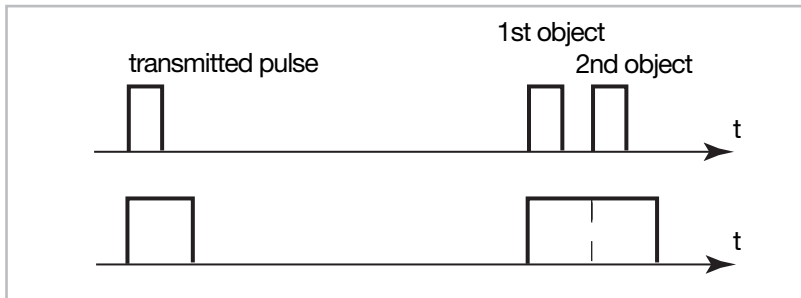 1st object
transmitted pulse
2nd object
t
t